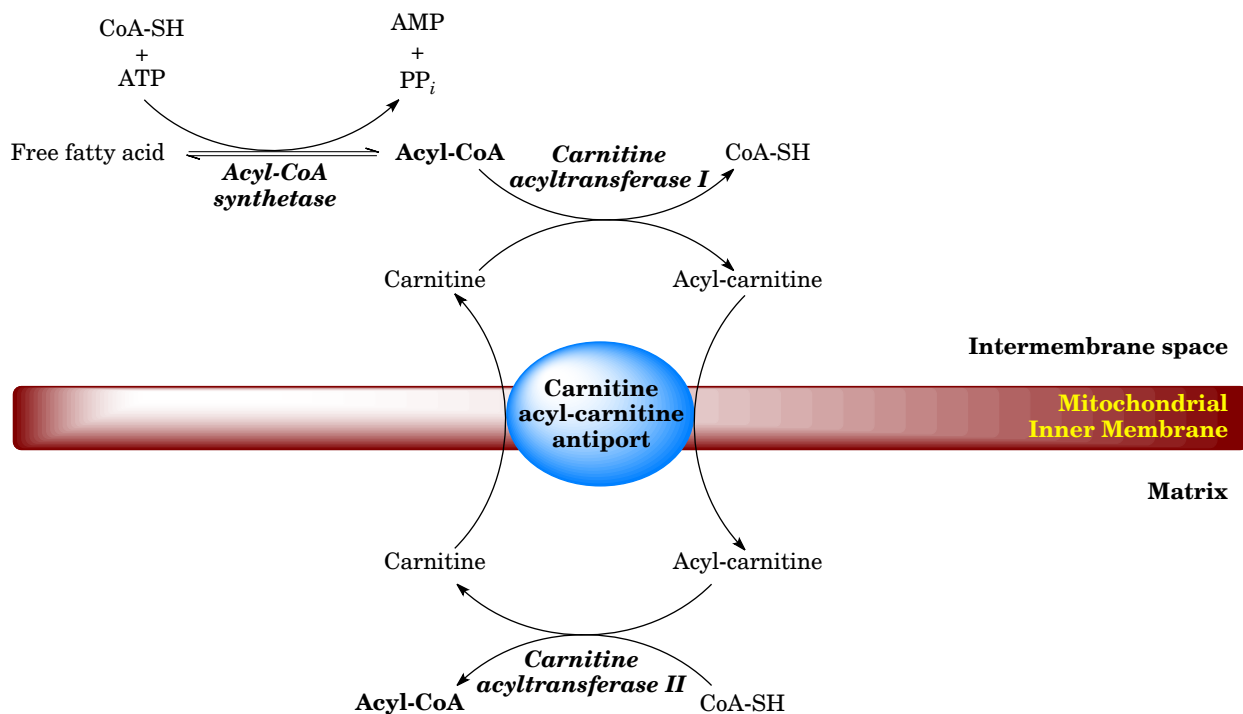 CoA-SH
+
ATP
AMP
+
PPi
Free fatty acid
Acyl-CoA
synthetase
Acyl-CoA
Carnitine
acyltransferase I
CoA-SH
Carnitine
Acyl-carnitine
Intermembrane space
Carnitine
acyl-carnitine
antiport
Mitochondrial
Inner Membrane
Matrix
Carnitine
Acyl-carnitine
Carnitine
acyltransferase II
Acyl-CoA
CoA-SH